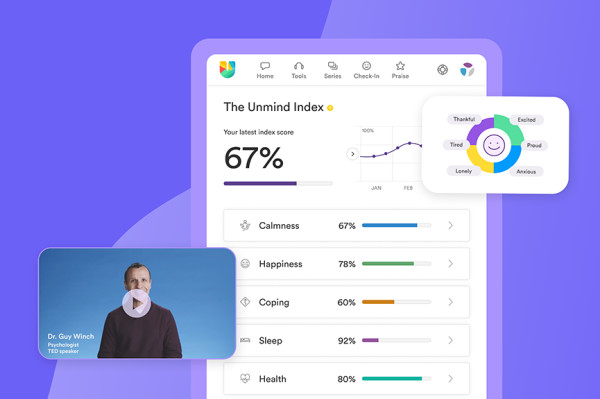 Home
Tools
Series
Check-In
Praise
The Unmind Index
Your latest index score
67%
100%
JAN
FEB
Thankful
Excited
Tired
Proud
Lonely
Anxious
Calmness 67%
Happiness 78%
Coping 60%
Sleep 92%
Health 80%
Dr. Guy Winch
Psychologist
TED speaker